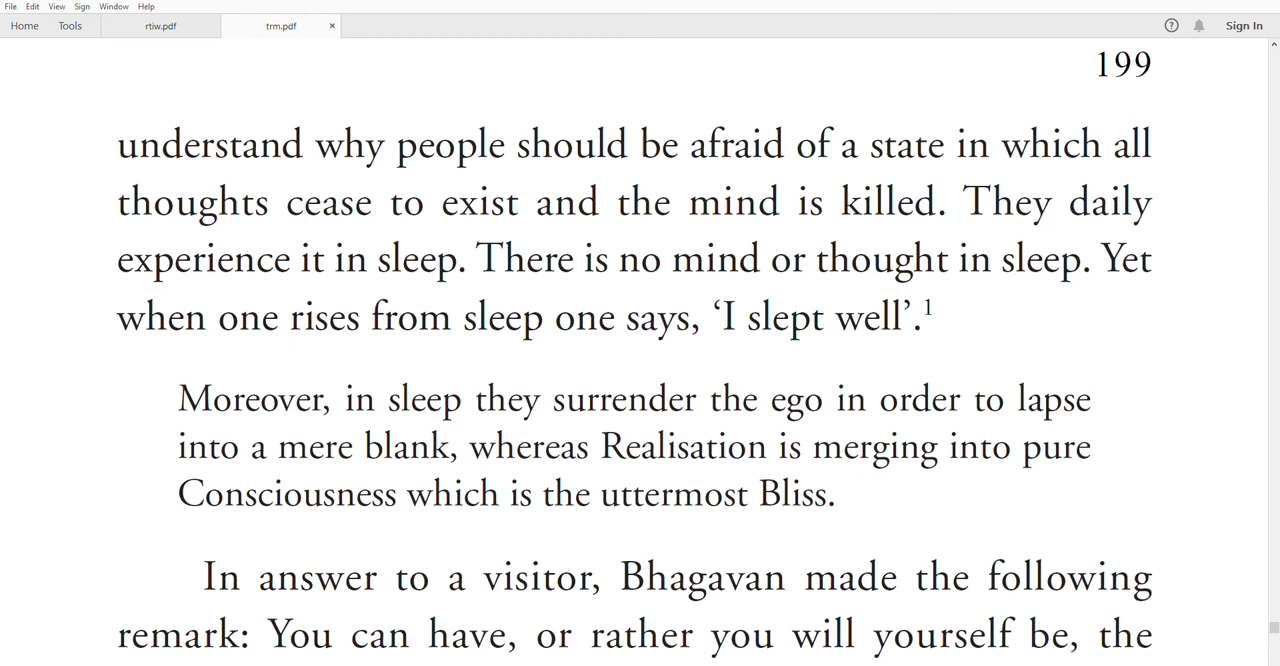 File Edit View Sign Window Help
Home Tools rtiw.pdf trm.pdf × ? Sign In
199
understand why people should be afraid of a state in which all
thoughts cease to exist and the mind is killed. They daily
experience it in sleep. There is no mind or thought in sleep. Yet
when one rises from sleep one says, ‘I slept well’.¹
Moreover, in sleep they surrender the ego in order to lapse
into a mere blank, whereas Realisation is merging into pure
Consciousness which is the uttermost Bliss.
In answer to a visitor, Bhagavan made the following
remark: You can have, or rather you will yourself be, the